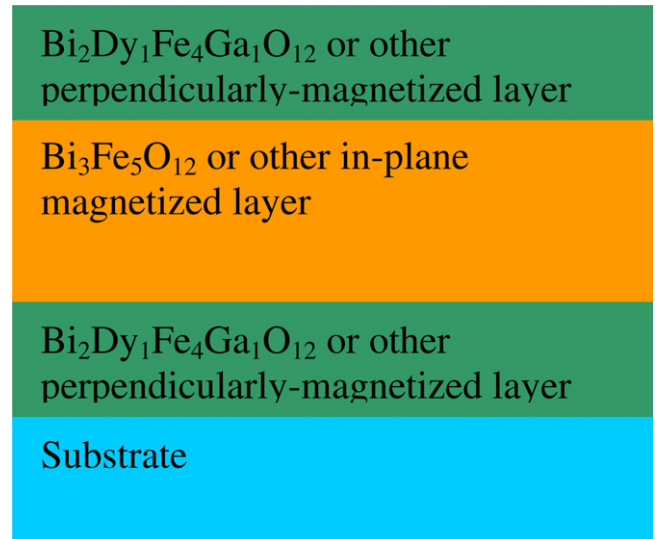 Bi₂Dy₁Fe₄Ga₁O₁₂ or other
perpendicularly-magnetized layer
Bi₃Fe₅O₁₂ or other in-plane
magnetized layer
Bi₂Dy₁Fe₄Ga₁O₁₂ or other
perpendicularly-magnetized layer
Substrate